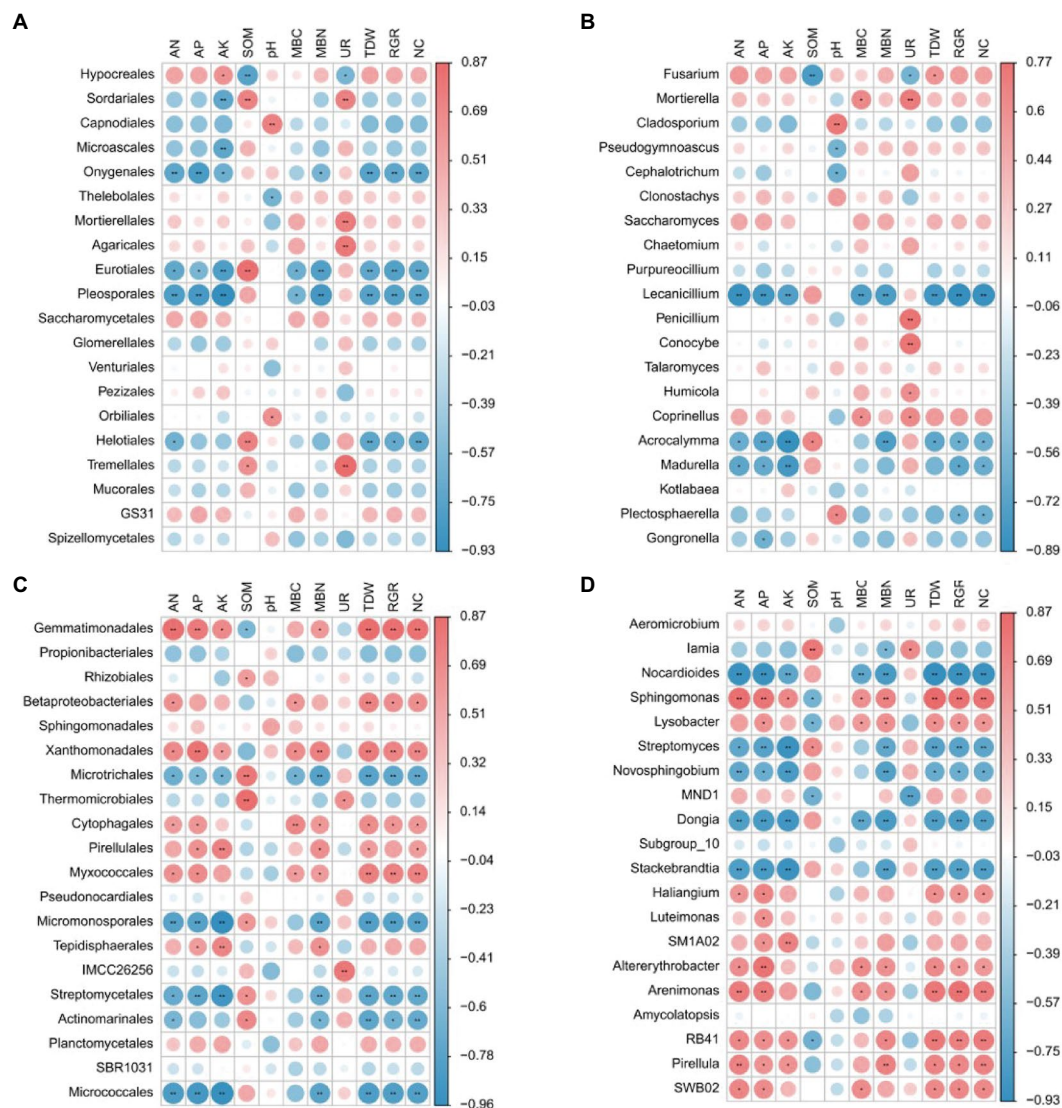 A
AN AP AK SOM pH MBC MBN UR TDW RGR NC
Hypocreales
Sordariales
Capnodiales
Microascales
Onygenales
Thelebolales
Mortierellales
Agaricales
Eurotiales
Pleosporales
Saccharomycetales
Glomerellales
Venturiales
Pezizales
Orbiliales
Helotiales
Tremellales
Mucorales
GS31
Spizellomycetales
0.87
0.69
0.51
0.33
0.15
−0.03
−0.21
−0.39
−0.57
−0.75
−0.93
B
AN AP AK SOM pH MBC MBN UR TDW RGR NC
Fusarium
Mortierella
Cladosporium
Pseudogymnoascus
Cephalotrichum
Clonostachys
Saccharomyces
Chaetomium
Purpureocillium
Lecanicillium
Penicillium
Conocybe
Talaromyces
Humicola
Coprinellus
Acrocalymma
Madurella
Kotlabaea
Plectosphaerella
Gongronella
0.77
0.6
0.44
0.27
0.11
−0.06
−0.23
−0.39
−0.56
−0.72
−0.89
C
AN AP AK SOM pH MBC MBN UR TDW RGR NC
Gemmatimonadales
Propionibacteriales
Rhizobiales
Betaproteobacteriales
Sphingomonadales
Xanthomonadales
Microtrichales
Thermomicrobiales
Cytophagales
Pirellulales
Myxococcales
Pseudonocardiales
Micromonosporales
Tepidisphaerales
IMCC26256
Streptomycetales
Actinomarinales
Planctomycetales
SBR1031
Micrococcales
0.87
0.69
0.51
0.32
0.14
−0.04
−0.23
−0.41
−0.6
−0.78
−0.96
D
AN AP AK SOM pH MBC MBN UR TDW RGR NC
Aeromicrobium
Iamia
Nocardioides
Sphingomonas
Lysobacter
Streptomyces
Novosphingobium
MND1
Dongia
Subgroup_10
Stackebrandtia
Haliangium
Luteimonas
SM1A02
Altererythrobacter
Arenimonas
Amycolatopsis
RB41
Pirellula
SWB02
0.87
0.69
0.51
0.33
0.15
−0.03
−0.21
−0.39
−0.57
−0.75
−0.93